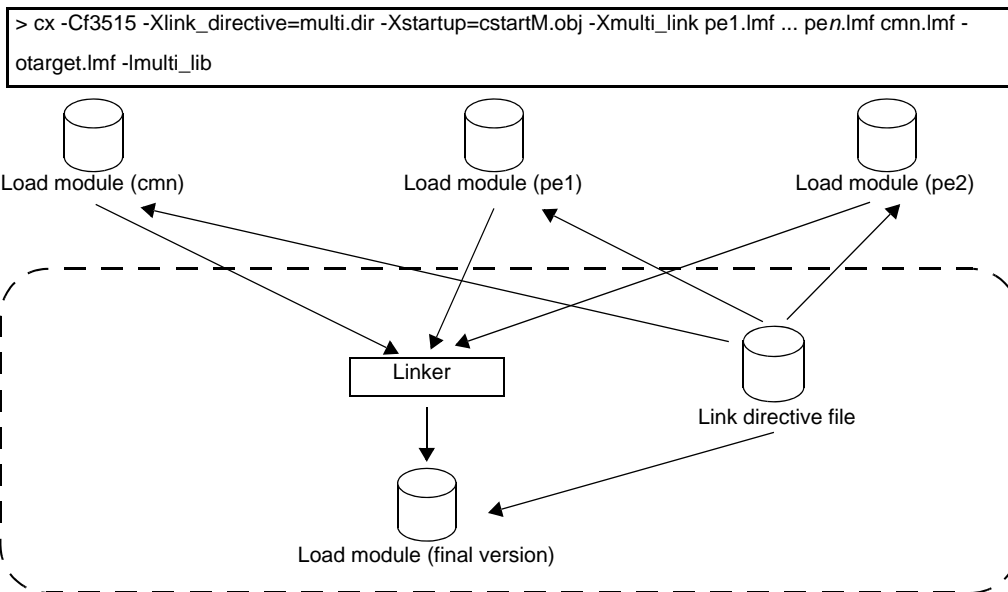 > cx -Cf3515 -Xlink_directive=multi.dir -Xstartup=cstartM.obj -Xmulti_link pe1.lmf ... pen.lmf cmn.lmf -
otarget.lmf -lmulti_lib
Load module (cmn)
Load module (pe1)
Load module (pe2)
Linker
Link directive file
Load module (final version)